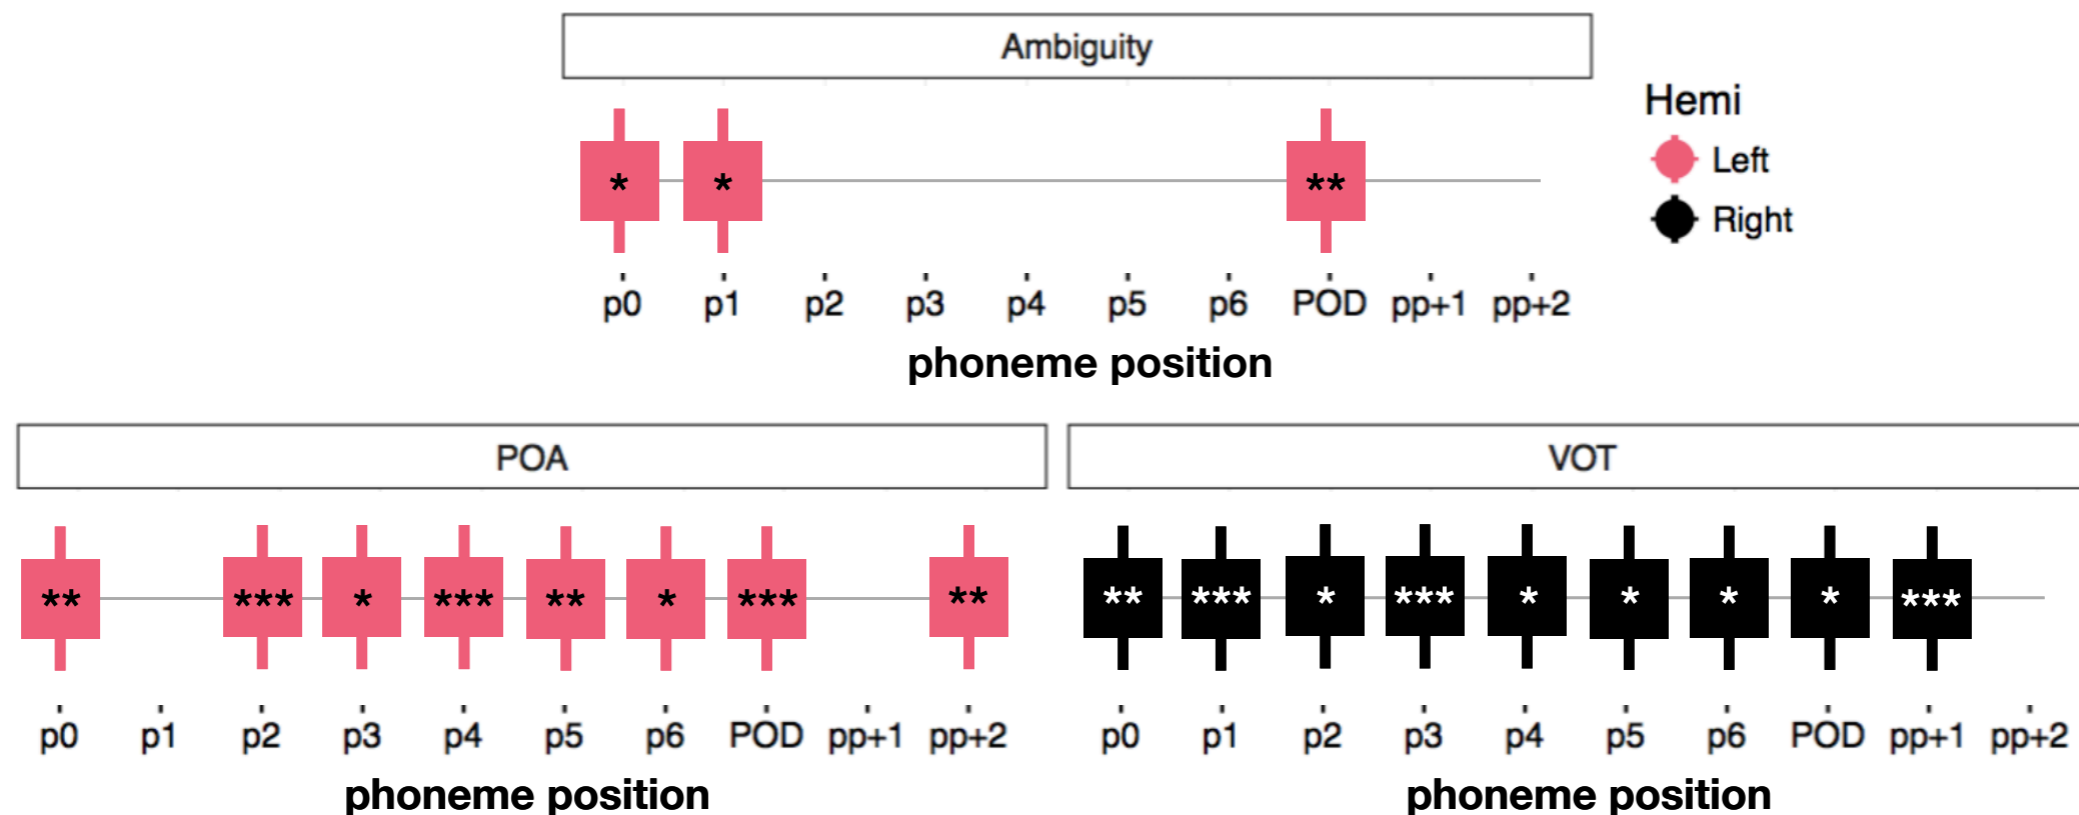 Ambiguity
* * **
p0 p1 p2 p3 p4 p5 p6 POD pp+1 pp+2
phoneme position
Hemi
Left
Right
POA
** *** * *** ** * *** **
p0 p1 p2 p3 p4 p5 p6 POD pp+1 pp+2
phoneme position
VOT
** *** * *** * * * * ***
p0 p1 p2 p3 p4 p5 p6 POD pp+1 pp+2
phoneme position